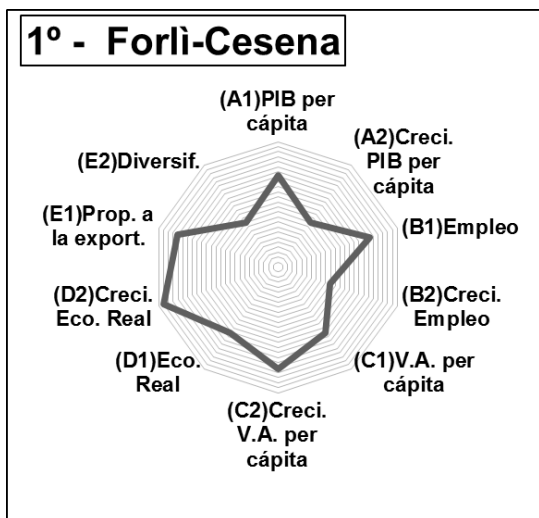 1º - Forlì-Cesena
(A1)PIB per
cápita
(A2)Creci.
PIB per
cápita
(B1)Empleo
(B2)Creci.
Empleo
(C1)V.A. per
cápita
(C2)Creci.
V.A. per
cápita
(D1)Eco.
Real
(D2)Creci.
Eco. Real
(E1)Prop. a
la export.
(E2)Diversif.